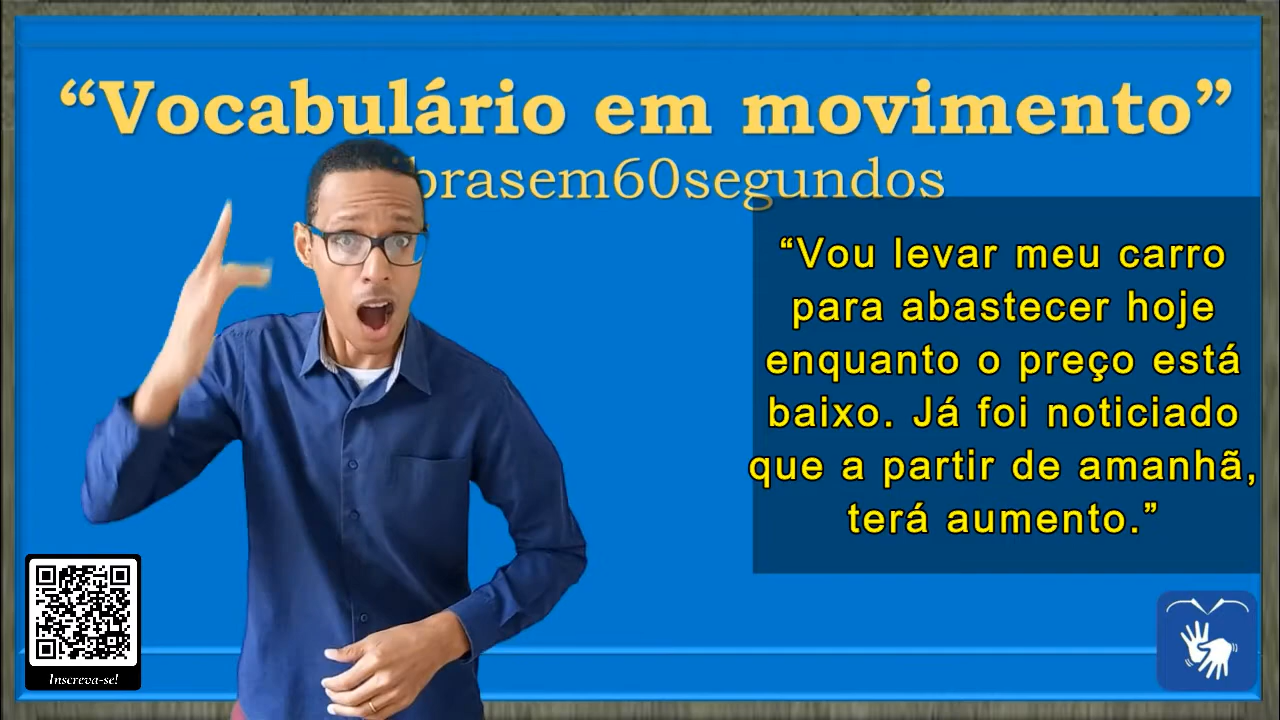 “Vocabulário em movimento”
brasem60segundos
“Vou levar meu carro
para abastecer hoje
enquanto o preço está
baixo. Já foi noticiado
que a partir de amanhã,
terá aumento.”
Inscreva-se!